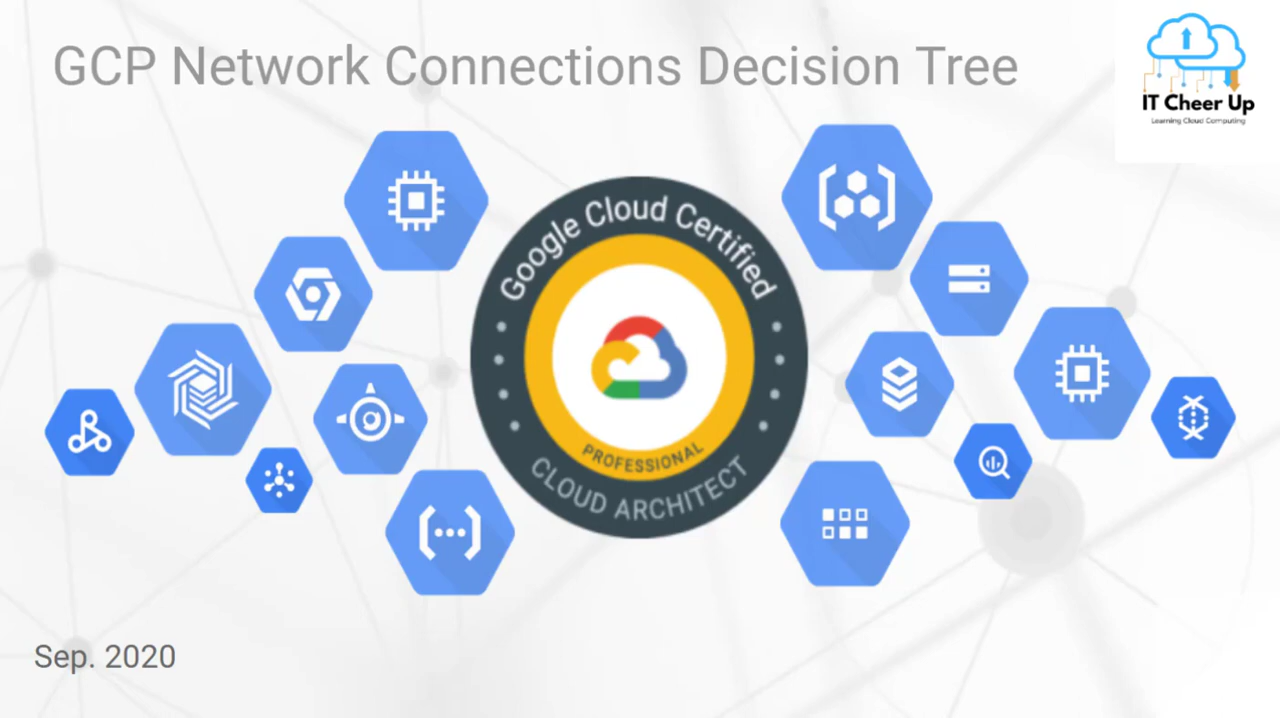 GCP Network Connections Decision Tree
IT Cheer Up
Learning Cloud Computing
Google Cloud Certified
PROFESSIONAL
CLOUD ARCHITECT
Sep. 2020